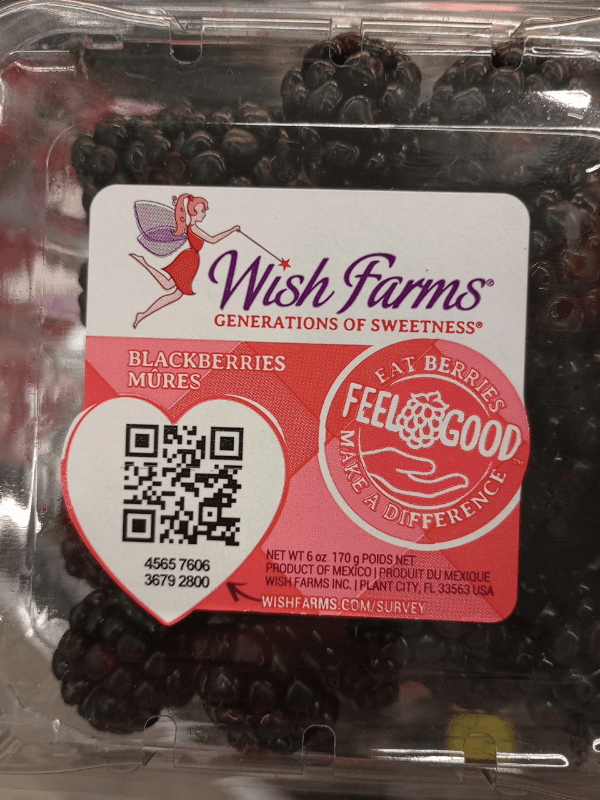 Wish Farms®
GENERATIONS OF SWEETNESS®
BLACKBERRIES
MÛRES
EAT BERRIES
FEEL GOOD
MAKE A DIFFERENCE
4565 7606
3679 2800
NET WT 6 oz 170 g POIDS NET
PRODUCT OF MEXICO | PRODUIT DU MEXIQUE
WISH FARMS INC. | PLANT CITY, FL 33563 USA
WISHFARMS.COM/SURVEY